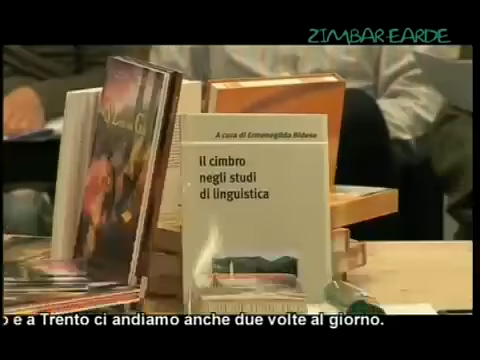 ZIMBAR EARDE
A cura di Ermenegildo Bidese
Il cimbro
negli studi
di linguistica
o e a Trento ci andiamo anche due volte al giorno.